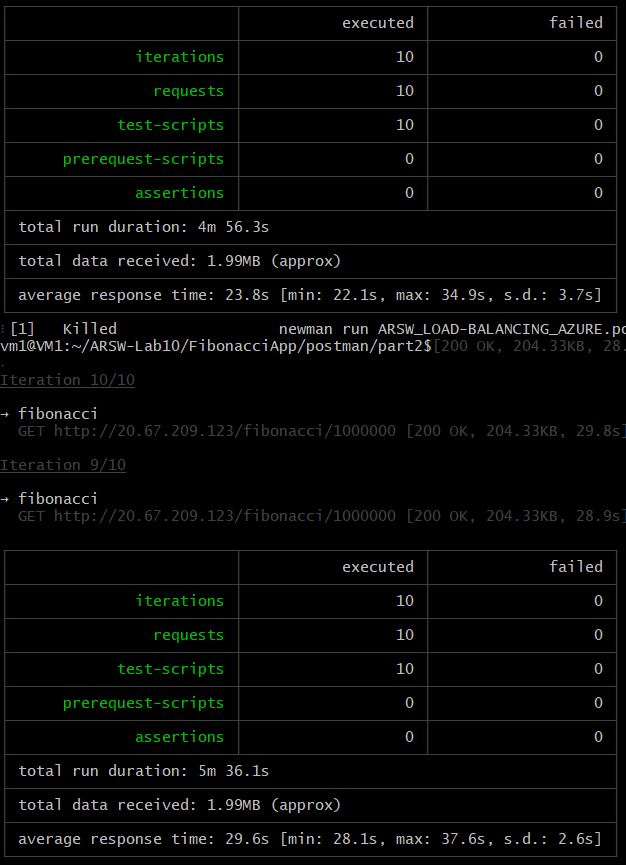 executed failed
iterations 10 0
requests 10 0
test-scripts 10 0
prerequest-scripts 0 0
assertions 0 0
total run duration: 4m 56.3s
total data received: 1.99MB (approx)
average response time: 23.8s [min: 22.1s, max: 34.9s, s.d.: 3.7s]
[1] Killed newman run ARSW_LOAD-BALANCING_AZURE.po
vm1@VM1:~/ARSW-Lab10/FibonacciApp/postman/part2$[200 OK, 204.33KB, 28.
Iteration 10/10
→ fibonacci
GET http://20.67.209.123/fibonacci/1000000 [200 OK, 204.33KB, 29.8s]
Iteration 9/10
→ fibonacci
GET http://20.67.209.123/fibonacci/1000000 [200 OK, 204.33KB, 28.9s]
executed failed
iterations 10 0
requests 10 0
test-scripts 10 0
prerequest-scripts 0 0
assertions 0 0
total run duration: 5m 36.1s
total data received: 1.99MB (approx)
average response time: 29.6s [min: 28.1s, max: 37.6s, s.d.: 2.6s]